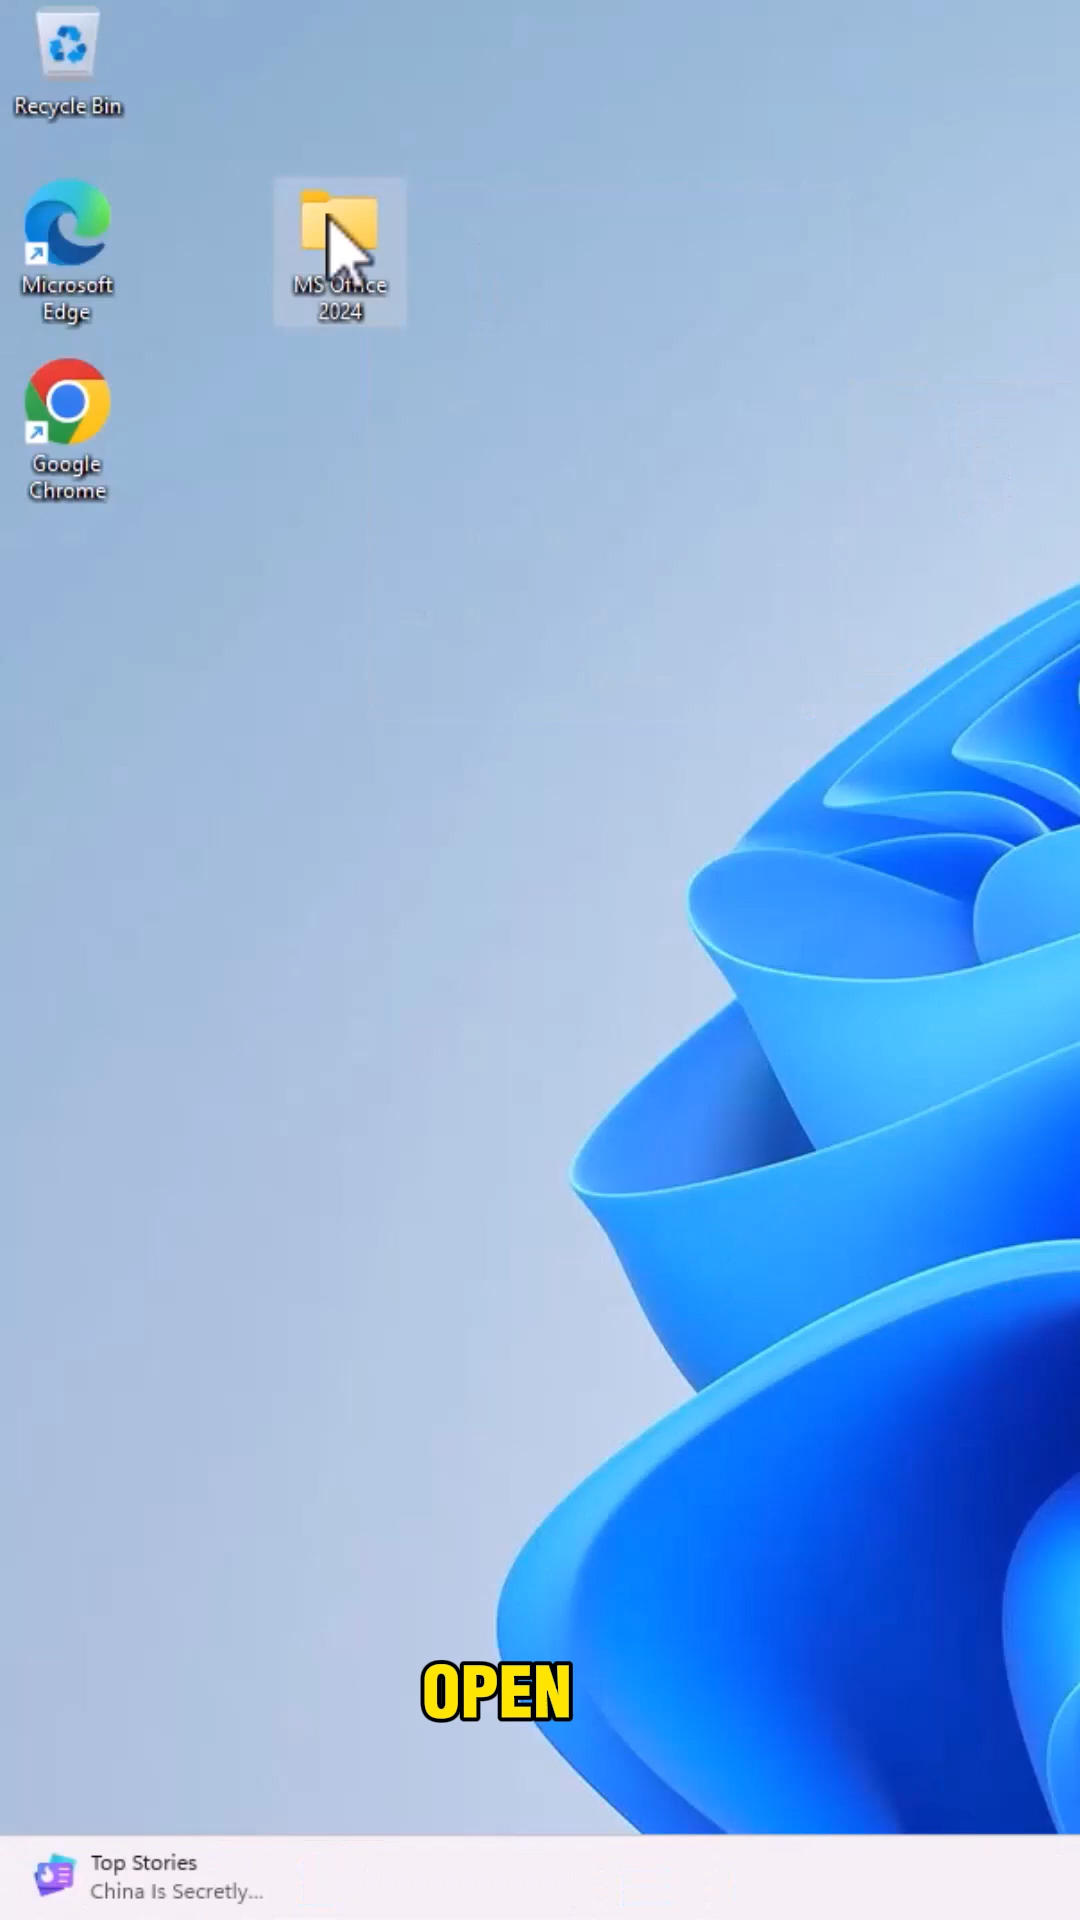 Recycle Bin
Microsoft
Edge
MS Office
2024
Google
Chrome
OPEN
Top Stories
China Is Secretly...